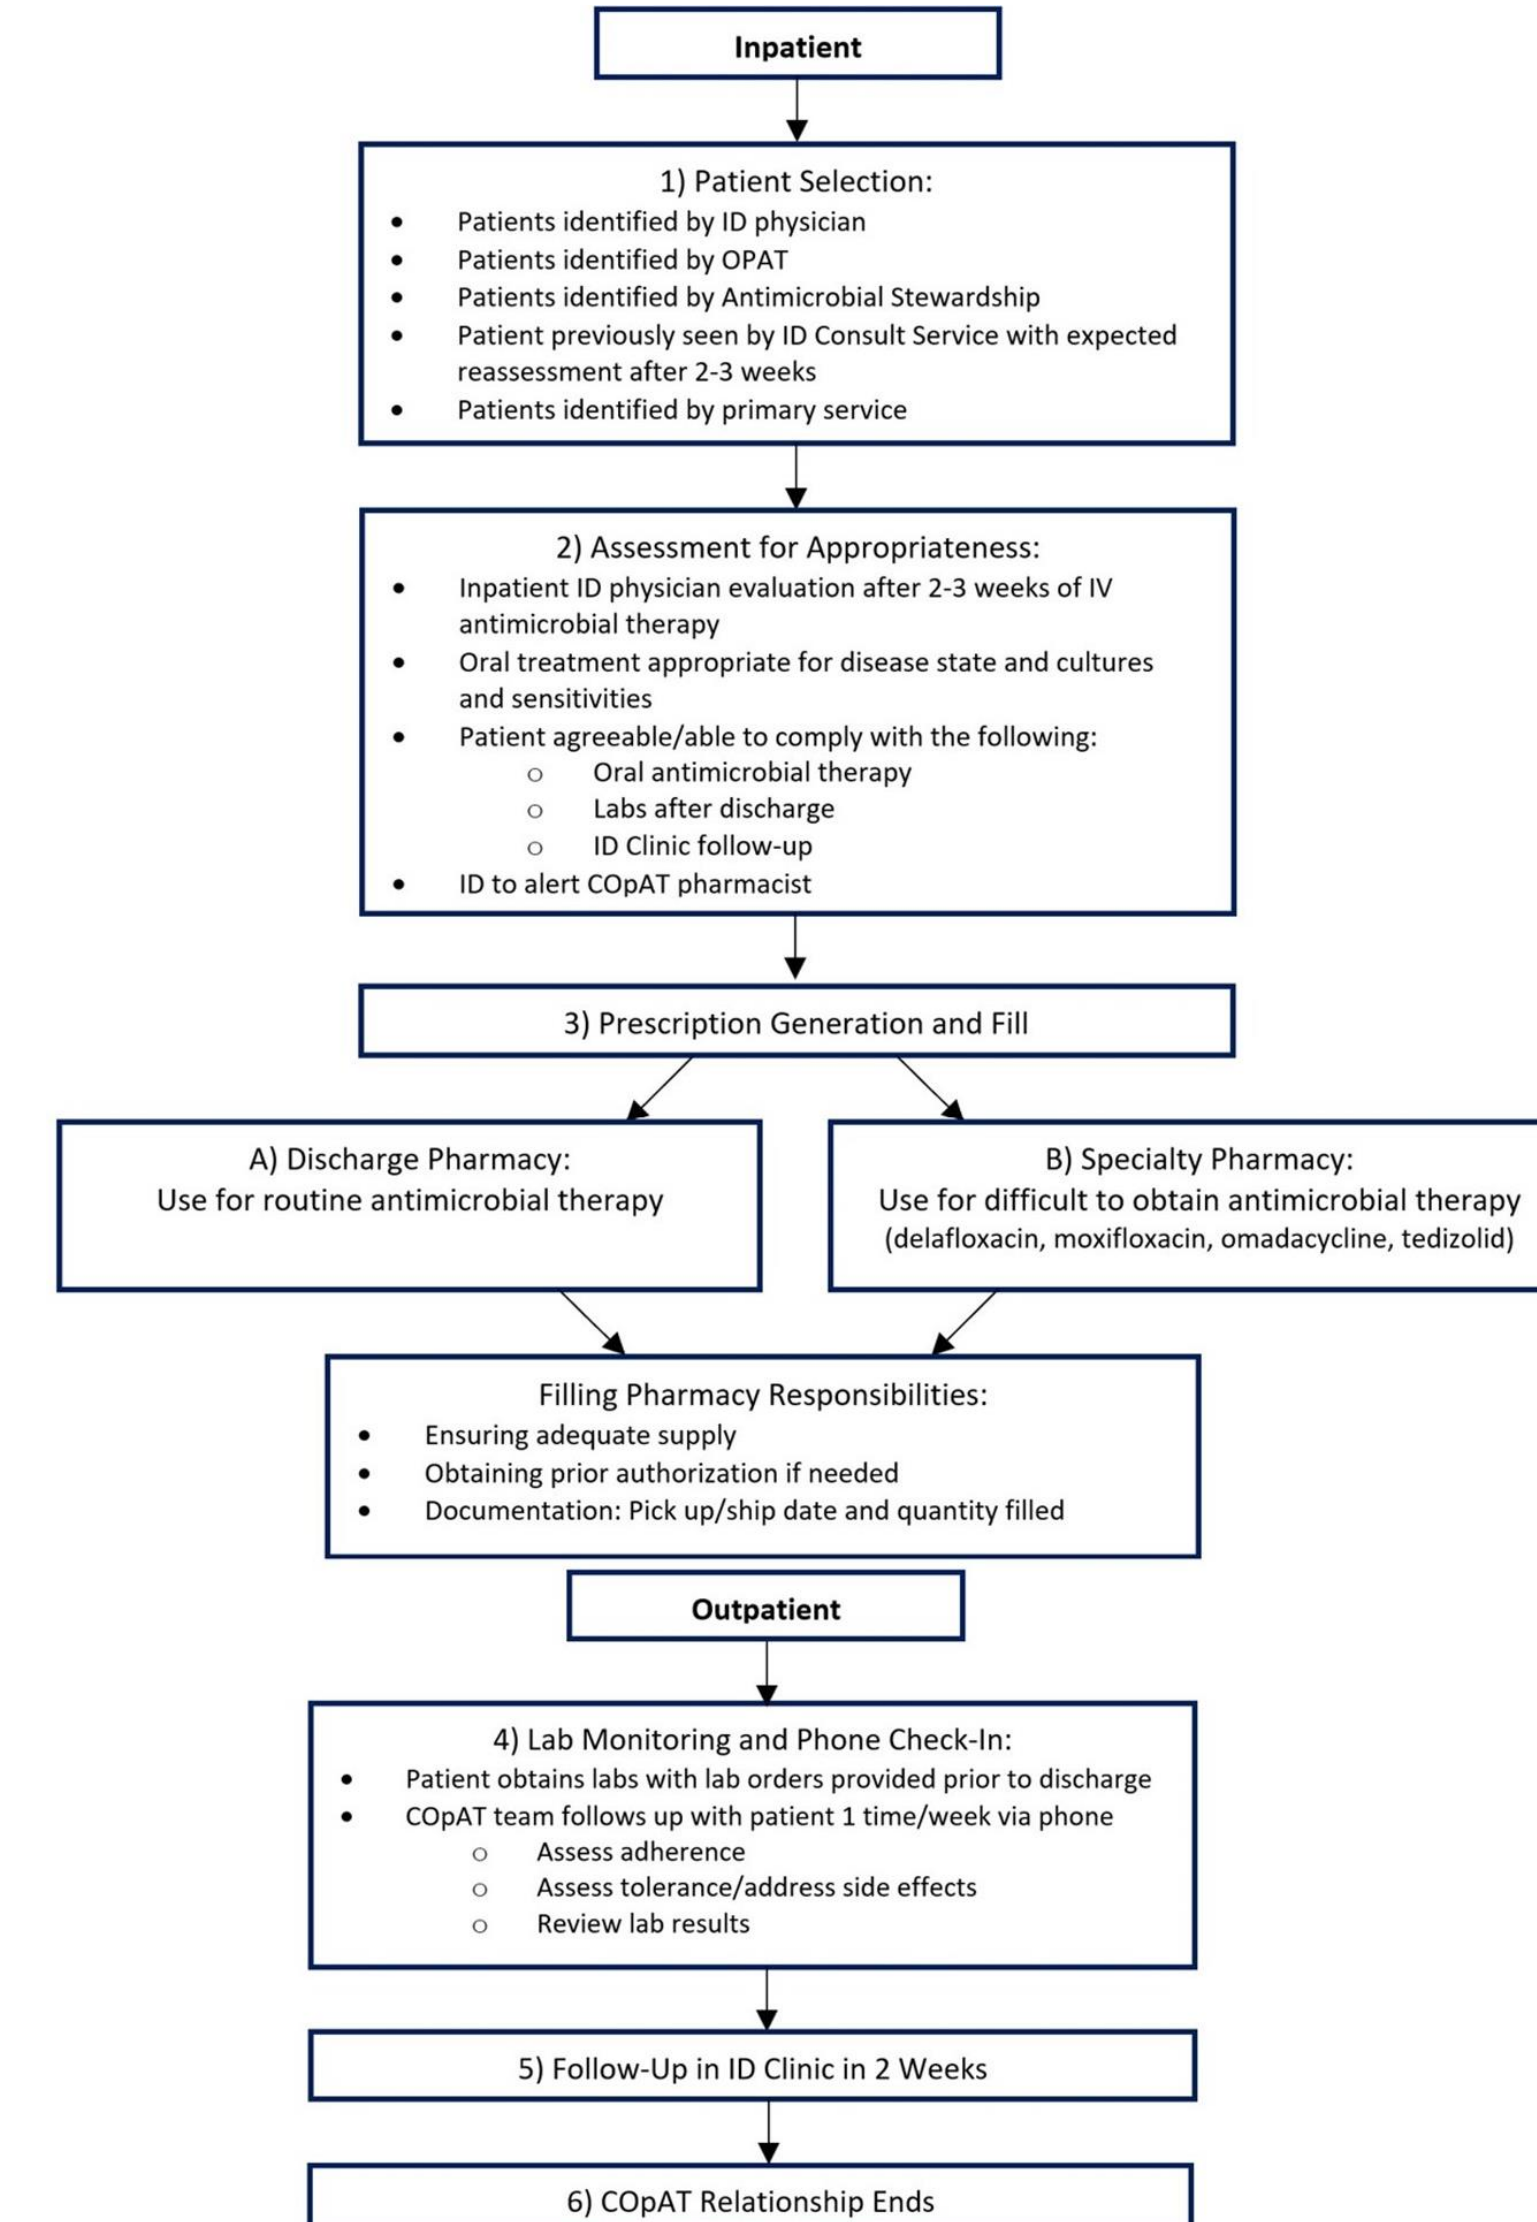 Inpatient
1) Patient Selection:
• Patients identified by ID physician
• Patients identified by OPAT
• Patients identified by Antimicrobial Stewardship
• Patient previously seen by ID Consult Service with expected
reassessment after 2-3 weeks
• Patients identified by primary service
2) Assessment for Appropriateness:
• Inpatient ID physician evaluation after 2-3 weeks of IV
antimicrobial therapy
• Oral treatment appropriate for disease state and cultures
and sensitivities
• Patient agreeable/able to comply with the following:
o Oral antimicrobial therapy
o Labs after discharge
o ID Clinic follow-up
• ID to alert COpAT pharmacist
3) Prescription Generation and Fill
A) Discharge Pharmacy:
Use for routine antimicrobial therapy
B) Specialty Pharmacy:
Use for difficult to obtain antimicrobial therapy
(delafloxacin, moxifloxacin, omadacycline, tedizolid)
Filling Pharmacy Responsibilities:
• Ensuring adequate supply
• Obtaining prior authorization if needed
• Documentation: Pick up/ship date and quantity filled
Outpatient
4) Lab Monitoring and Phone Check-In:
• Patient obtains labs with lab orders provided prior to discharge
• COpAT team follows up with patient 1 time/week via phone
o Assess adherence
o Assess tolerance/address side effects
o Review lab results
5) Follow-Up in ID Clinic in 2 Weeks
6) COpAT Relationship Ends